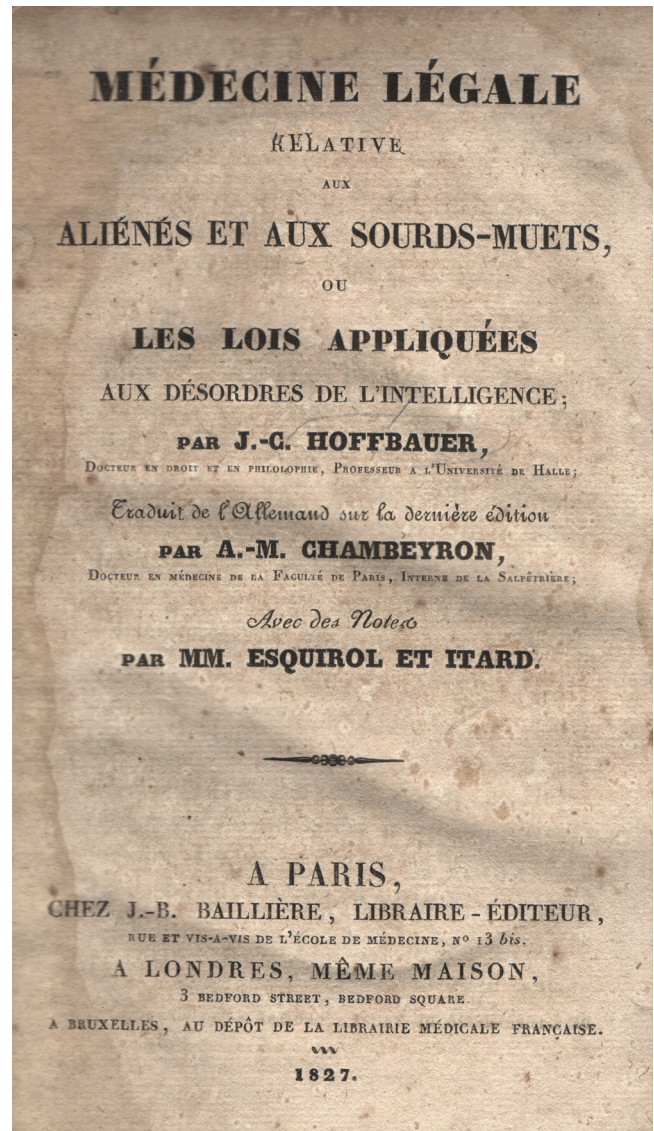 MÉDECINE LÉGALE
RELATIVE
AUX
ALIÉNÉS ET AUX SOURDS-MUETS,
OU
LES LOIS APPLIQUÉES
AUX DÉSORDRES DE L'INTELLIGENCE;
PAR J.-C. HOFFBAUER,
DOCTEUR EN DROIT ET EN PHILOLOPHIE, PROFESSEUR A L'UNIVERSITÉ DE HALLE;
Traduit de l'Allemand sur la dernière édition
PAR A.-M. CHAMBEYRON,
DOCTEUR EN MÉDECINE DE LA FACULTÉ DE PARIS, INTERNE DE LA SALPÊTRIÈRE;
Avec des Notes
PAR MM. ESQUIROL ET ITARD.
A PARIS,
CHEZ J.-B. BAILLIÈRE, LIBRAIRE-ÉDITEUR,
RUE ET VIS-A-VIS DE L'ÉCOLE DE MÉDECINE, Nº 13 bis.
A LONDRES, MÊME MAISON,
3 BEDFORD STREET, BEDFORD SQUARE.
A BRUXELLES, AU DÉPÔT DE LA LIBRAIRIE MÉDICALE FRANÇAISE.
1827.